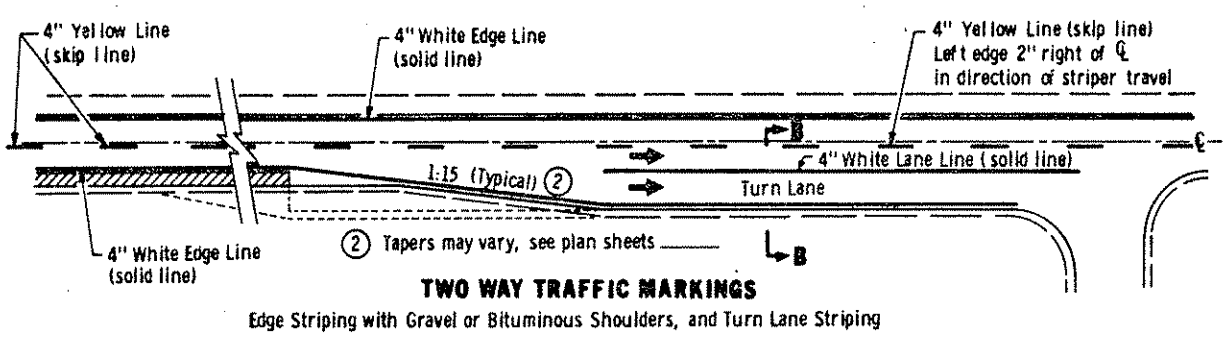 4" Yellow Line
(skip line)
4" White Edge Line
(solid line)
4" Yellow Line (skip line)
Left edge 2" right of ℄
in direction of striper travel
B
℄
4" White Lane Line (solid line)
1:15 (Typical) 2
Turn Lane
4" White Edge Line
(solid line)
2 Tapers may vary, see plan sheets
B
TWO WAY TRAFFIC MARKINGS
Edge Striping with Gravel or Bituminous Shoulders, and Turn Lane Striping